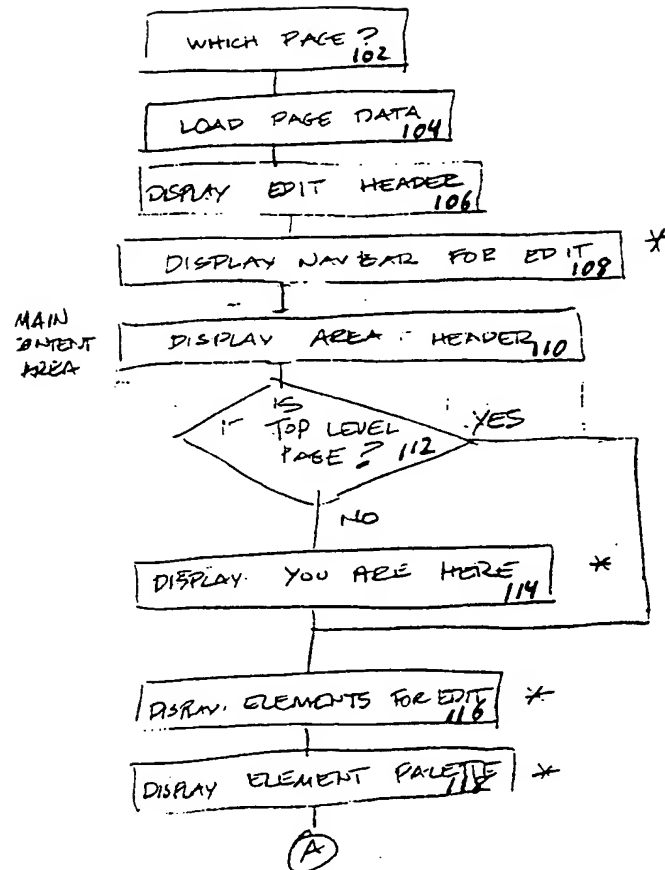 WHICH PAGE?
102
LOAD PAGE DATA
104
DISPLAY EDIT HEADER
106
DISPLAY NAVBAR FOR EDIT *
108
MAIN
CONTENT
AREA
DISPLAY AREA HEADER
110
IS
IT TOP LEVEL
PAGE? 112
YES
NO
DISPLAY YOU ARE HERE *
114
DISPLAY ELEMENTS FOR EDIT *
116
DISPLAY ELEMENT PALETTE *
118
A